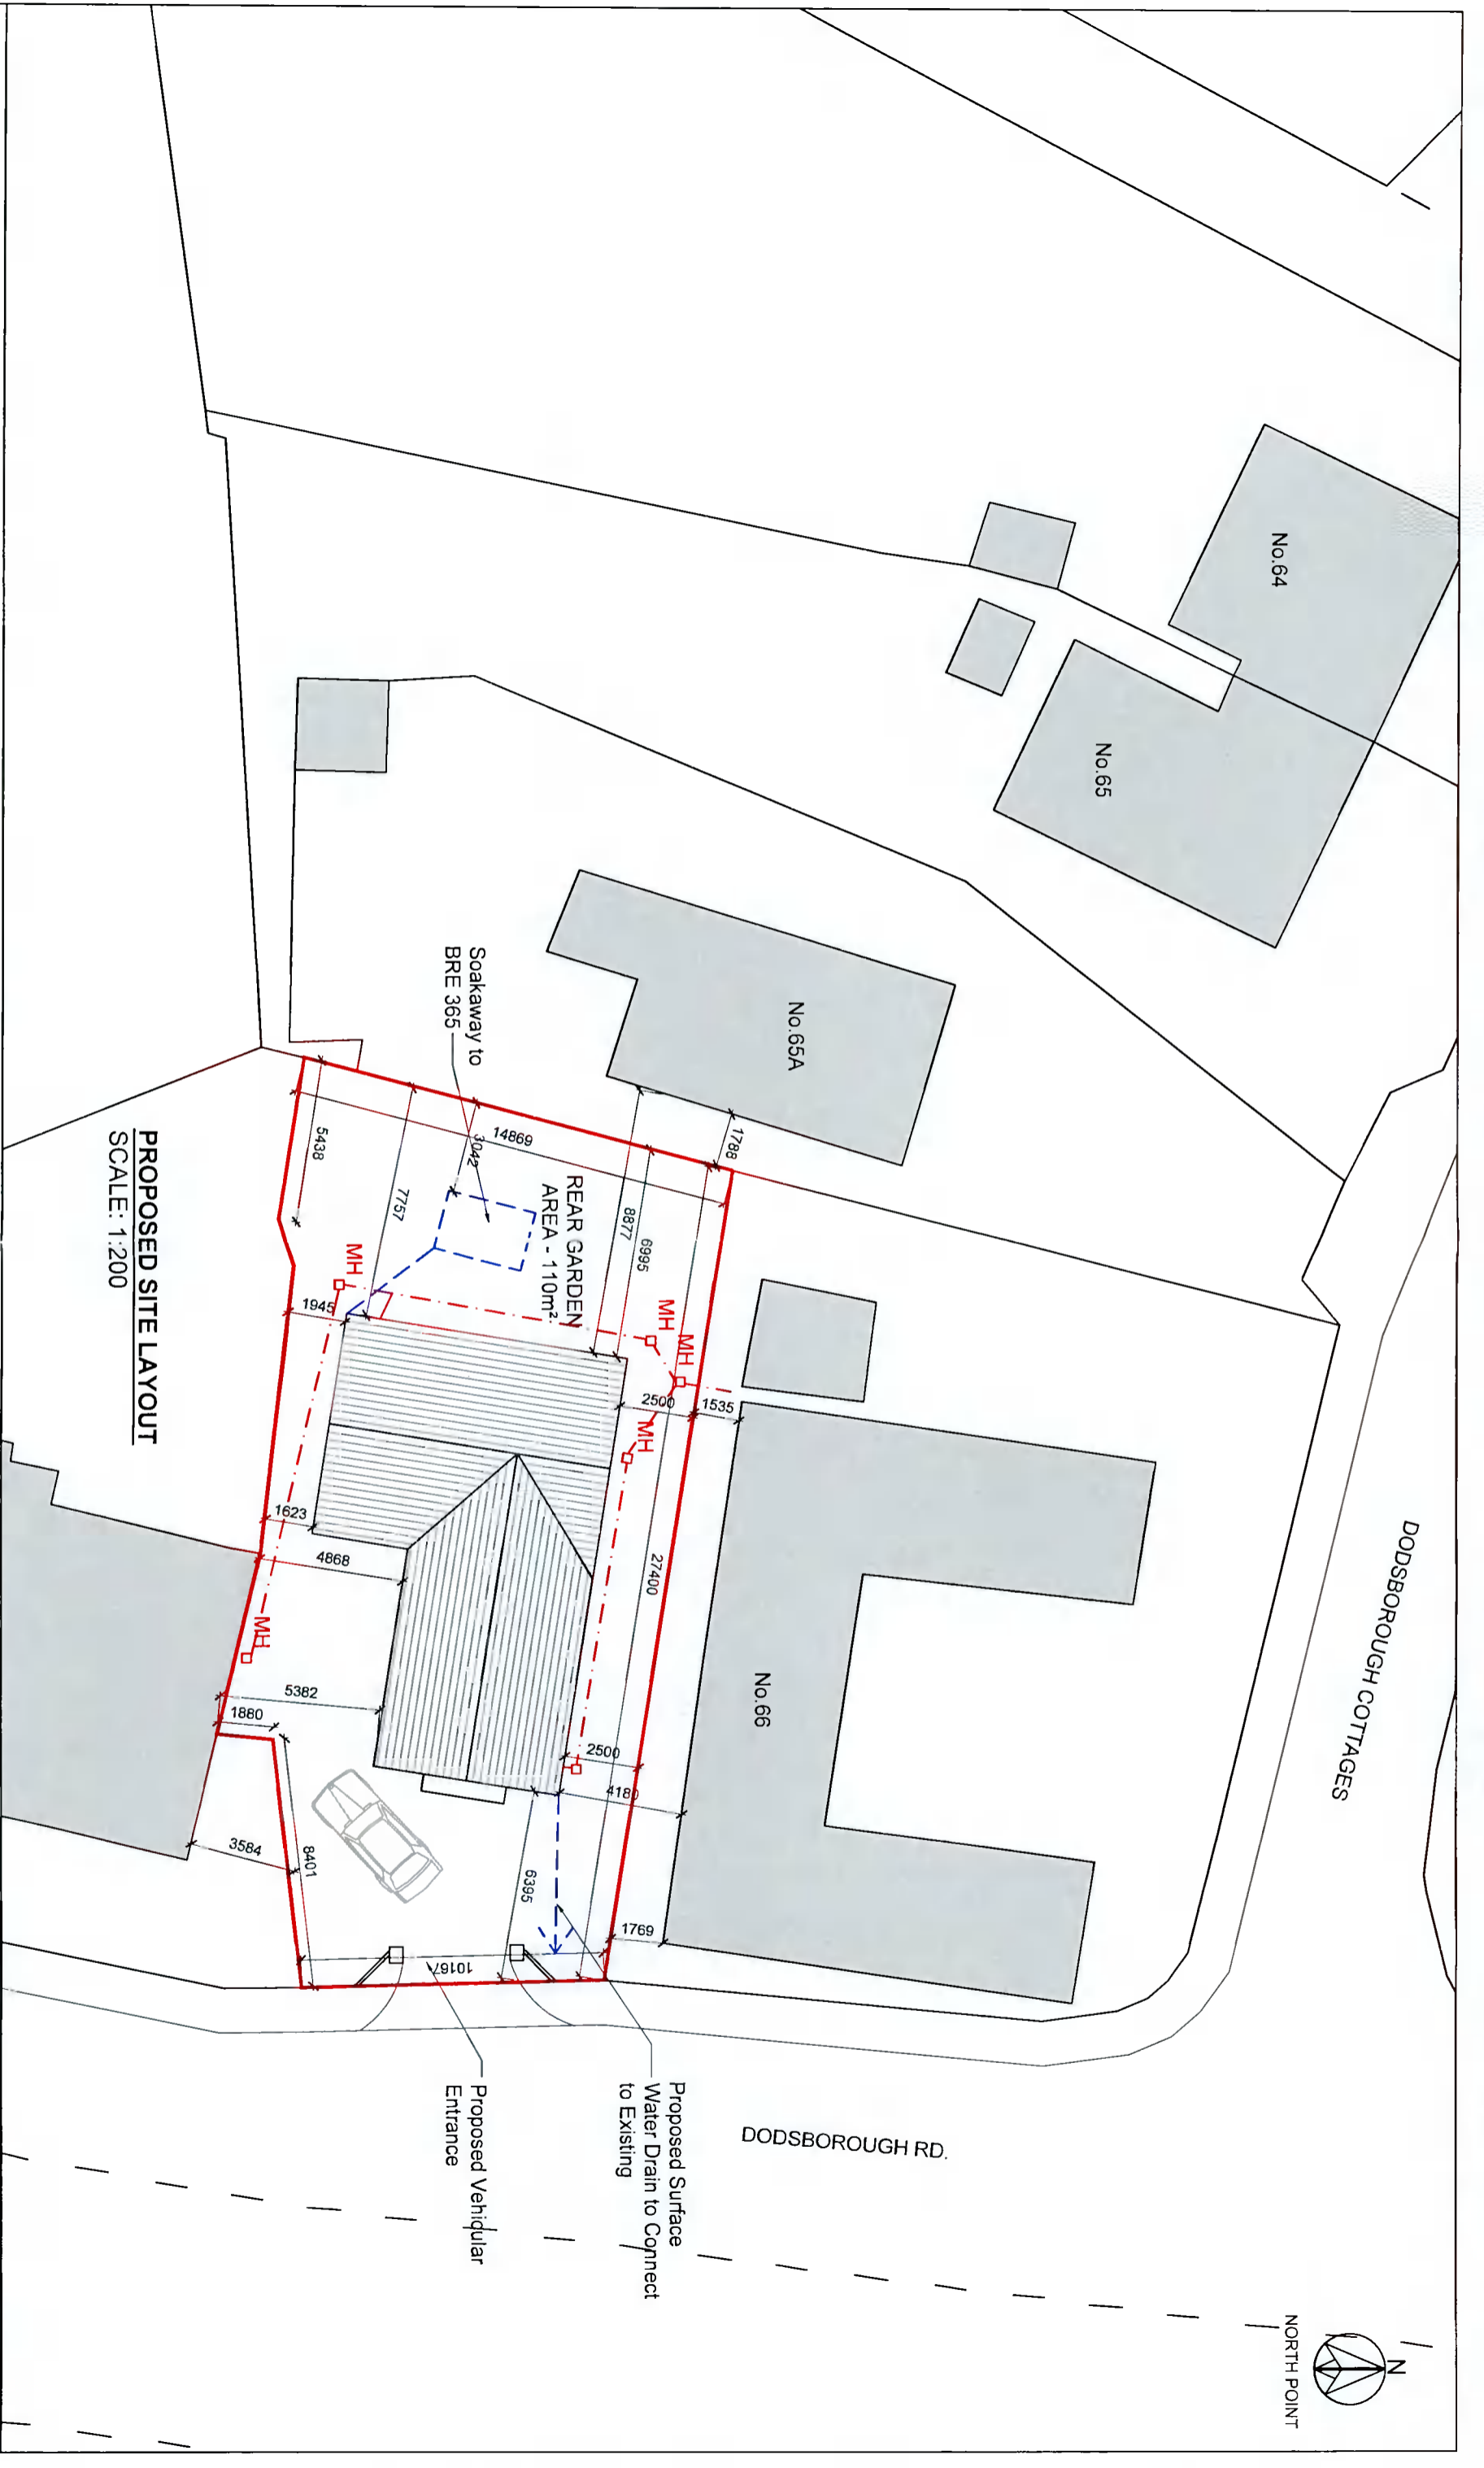 No.64
No.65
No.65A
No.66
DODSBOROUGH COTTAGES
DODSBOROUGH RD.
N
NORTH POINT
Soakaway to
BRE 365
REAR GARDEN
AREA - 110m².
1788
14869
3042
5438
7757
8877
6995
MH
MH
MH
MH
MH
1945
2500
1535
1623
4868
27400
5382
1880
2500
4180
3584
8401
6395
1769
10167
Proposed Surface
Water Drain to Connect
to Existing
Proposed Vehicular
Entrance
PROPOSED SITE LAYOUT
SCALE: 1:200